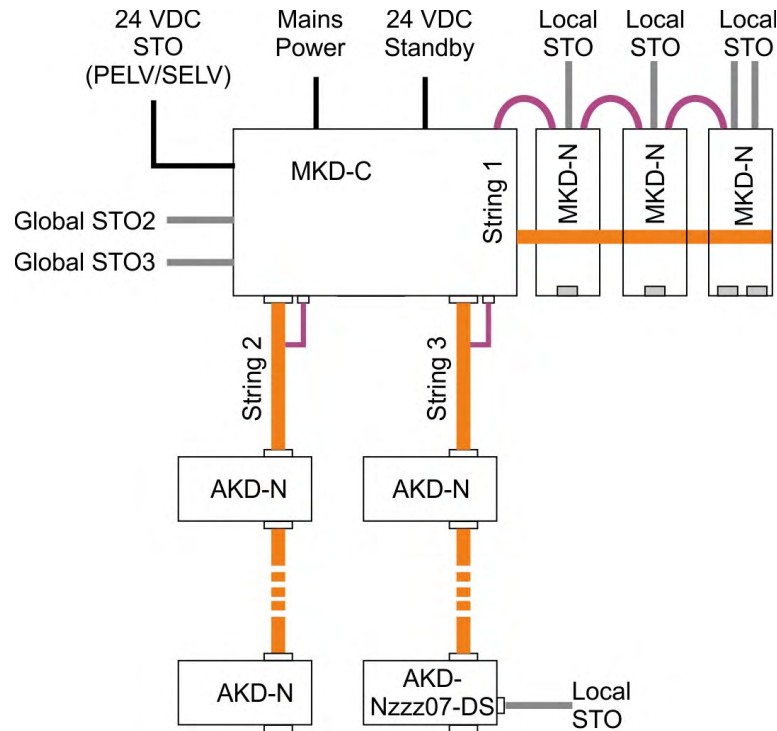 24 VDC
STO
(PELV/SELV)
Mains
Power
24 VDC
Standby
Local
STO
Local
STO
Local
STO
MKD-C
String 1
MKD-N
MKD-N
MKD-N
Global STO2
Global STO3
String 2
String 3
AKD-N
AKD-N
AKD-N
AKD-
Nzzz07-DS
Local
STO